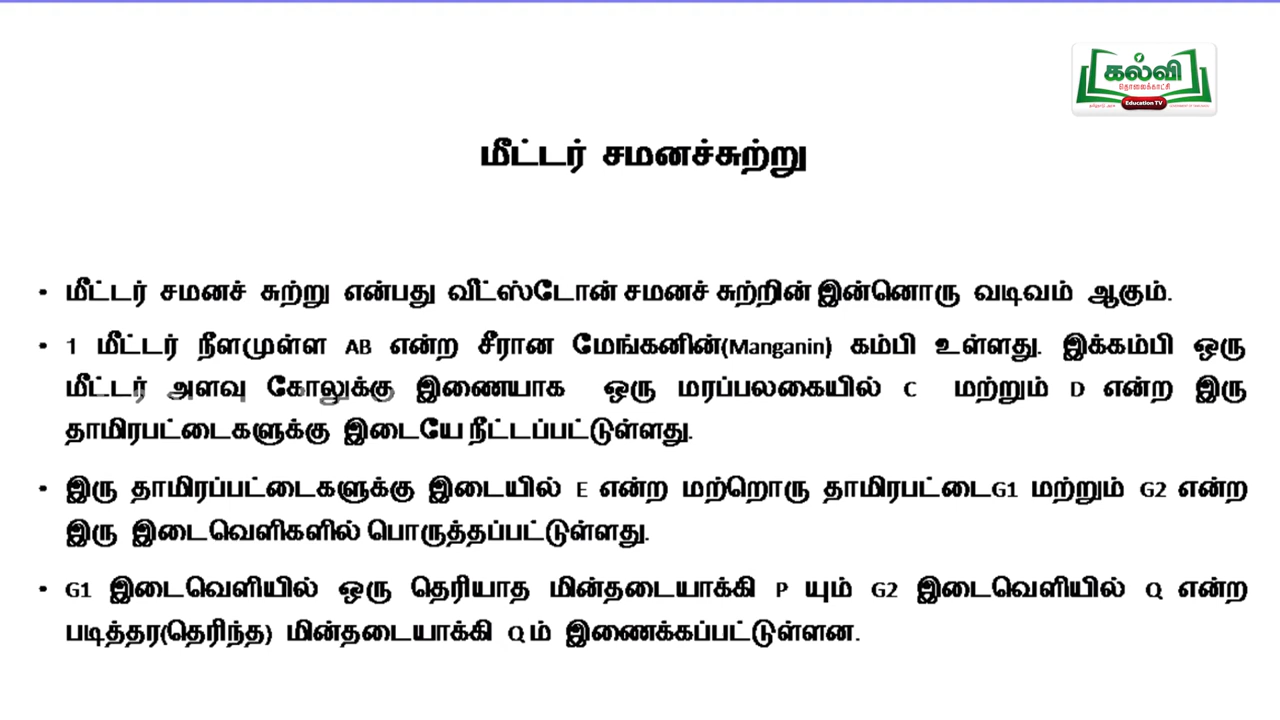 கல்வி
தொலைக்காட்சி
Education TV
மீட்டர் சமனச்சுற்று
• மீட்டர் சமனச் சுற்று என்பது வீட்ஸ்டோன் சமனச் சுற்றின் இன்னொரு வடிவம் ஆகும்.
• 1 மீட்டர் நீளமுள்ள AB என்ற சீரான மேங்கனின்(Manganin) கம்பி உள்ளது. இக்கம்பி ஒரு
மீட்டர் அளவு கோலுக்கு இணையாக ஒரு மரப்பலகையில் C மற்றும் D என்ற இரு
தாமிரபட்டைகளுக்கு இடையே நீட்டப்பட்டுள்ளது.
• இரு தாமிரப்பட்டைகளுக்கு இடையில் E என்ற மற்றொரு தாமிரபட்டைG1 மற்றும் G2 என்ற
இரு இடைவெளிகளில் பொருத்தப்பட்டுள்ளது.
• G1 இடைவெளியில் ஒரு தெரியாத மின்தடையாக்கி P யும் G2 இடைவெளியில் Q என்ற
படித்தர(தெரிந்த) மின்தடையாக்கி Qம் இணைக்கப்பட்டுள்ளன.